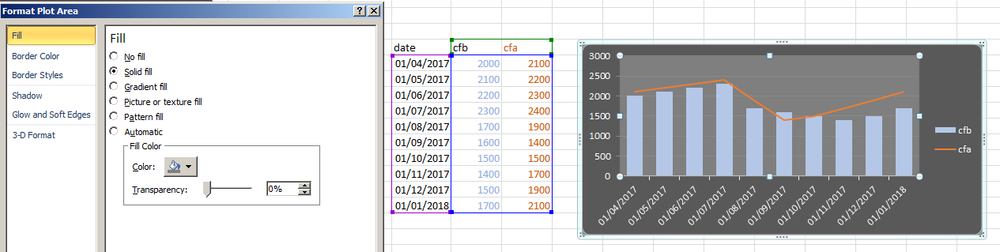 Format Plot Area
?
Fill
Border Color
Border Styles
Shadow
Glow and Soft Edges
3-D Format
Fill
No fill
Solid fill
Gradient fill
Picture or texture fill
Pattern fill
Automatic
Fill Color
Color:
Transparency: 0%
date cfb cfa
01/04/2017 2000 2100
01/05/2017 2100 2200
01/06/2017 2200 2300
01/07/2017 2300 2400
01/08/2017 1700 1900
01/09/2017 1600 1400
01/10/2017 1500 1500
01/11/2017 1400 1700
01/12/2017 1500 1900
01/01/2018 1700 2100
3000
2500
2000
1500
1000
500
0
01/04/2017
01/05/2017
01/06/2017
01/07/2017
01/08/2017
01/09/2017
01/10/2017
01/11/2017
01/12/2017
01/01/2018
cfb
cfa